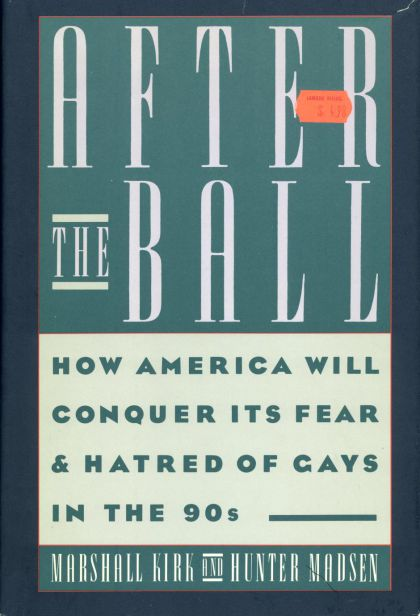 AFTER
THE BALL
HOW AMERICA WILL
CONQUER ITS FEAR
& HATRED OF GAYS
IN THE 90s
MARSHALL KIRK AND HUNTER MADSEN